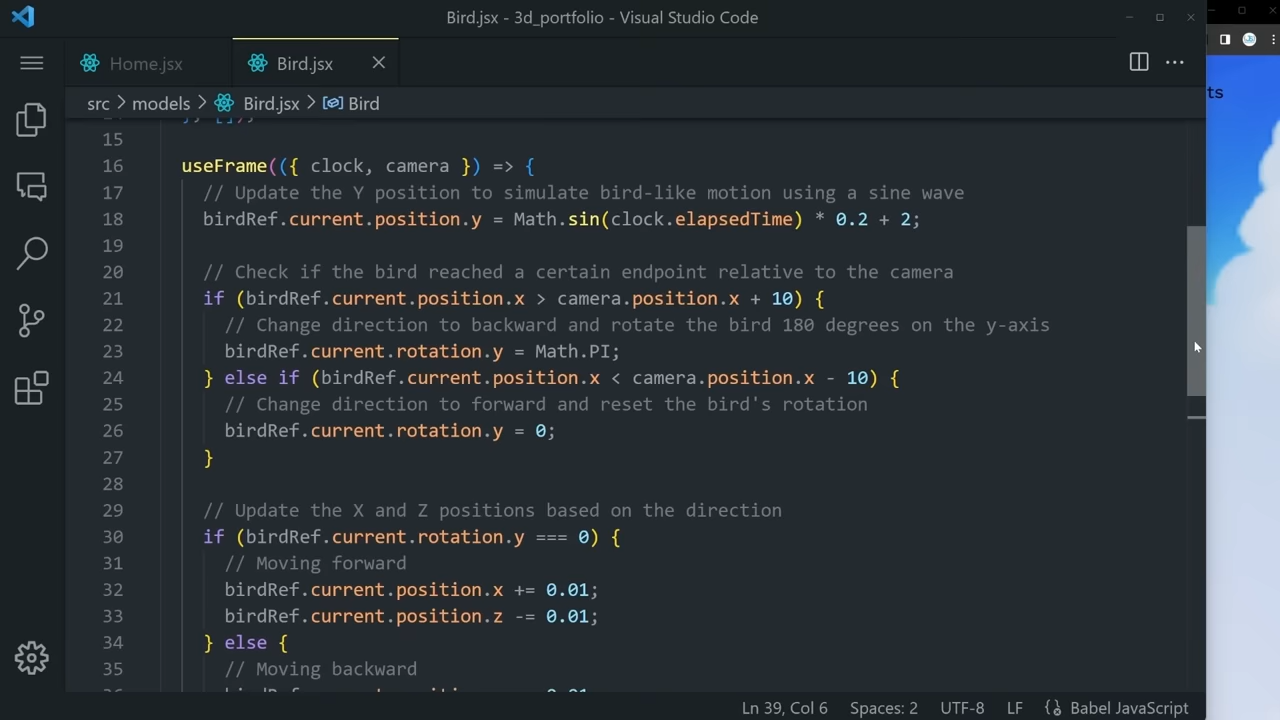 Bird.jsx - 3d_portfolio - Visual Studio Code
Home.jsx
Bird.jsx
ts
src > models > Bird.jsx > Bird
15
16 useFrame(({ clock, camera }) => {
17 // Update the Y position to simulate bird-like motion using a sine wave
18 birdRef.current.position.y = Math.sin(clock.elapsedTime) * 0.2 + 2;
19
20 // Check if the bird reached a certain endpoint relative to the camera
21 if (birdRef.current.position.x > camera.position.x + 10) {
22 // Change direction to backward and rotate the bird 180 degrees on the y-axis
23 birdRef.current.rotation.y = Math.PI;
24 } else if (birdRef.current.position.x < camera.position.x - 10) {
25 // Change direction to forward and reset the bird's rotation
26 birdRef.current.rotation.y = 0;
27 }
28
29 // Update the X and Z positions based on the direction
30 if (birdRef.current.rotation.y === 0) {
31 // Moving forward
32 birdRef.current.position.x += 0.01;
33 birdRef.current.position.z -= 0.01;
34 } else {
35 // Moving backward
Ln 39, Col 6 Spaces: 2 UTF-8 LF Babel JavaScript